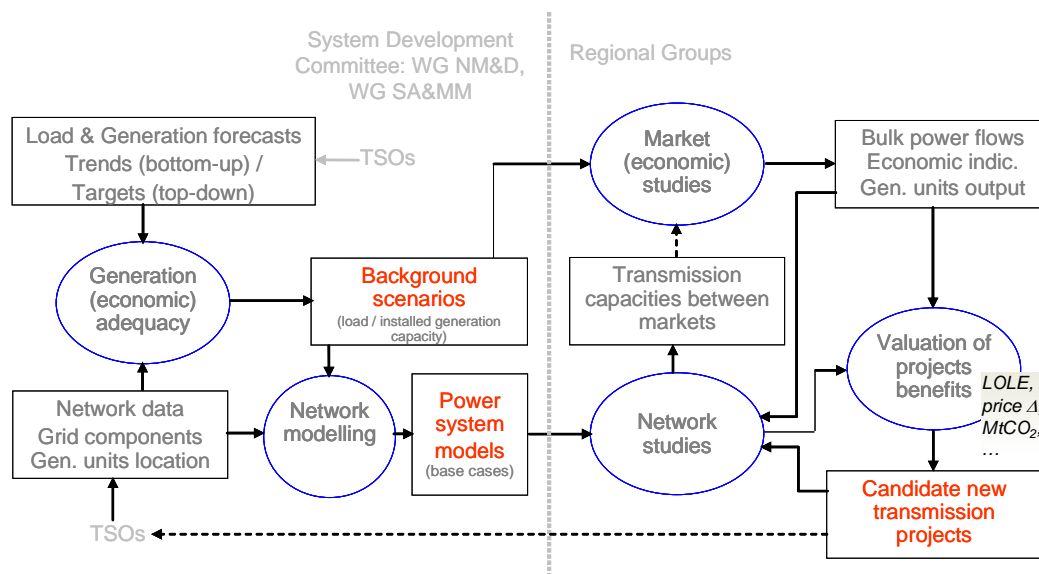 System Development
Committee: WG NM&D,
WG SA&MM
Regional Groups
Load & Generation forecasts
Trends (bottom-up) /
Targets (top-down)
TSOs
Market
(economic)
studies
Bulk power flows
Economic indic.
Gen. units output
Generation
(economic)
adequacy
Background
scenarios
(load / installed generation
capacity)
Transmission
capacities between
markets
Valuation of
projects
benefits
LOLE,
price Δ,
MtCO₂,
...
Network data
Grid components
Gen. units location
Network
modelling
Power
system
models
(base cases)
Network
studies
Candidate new
transmission
projects
TSOs